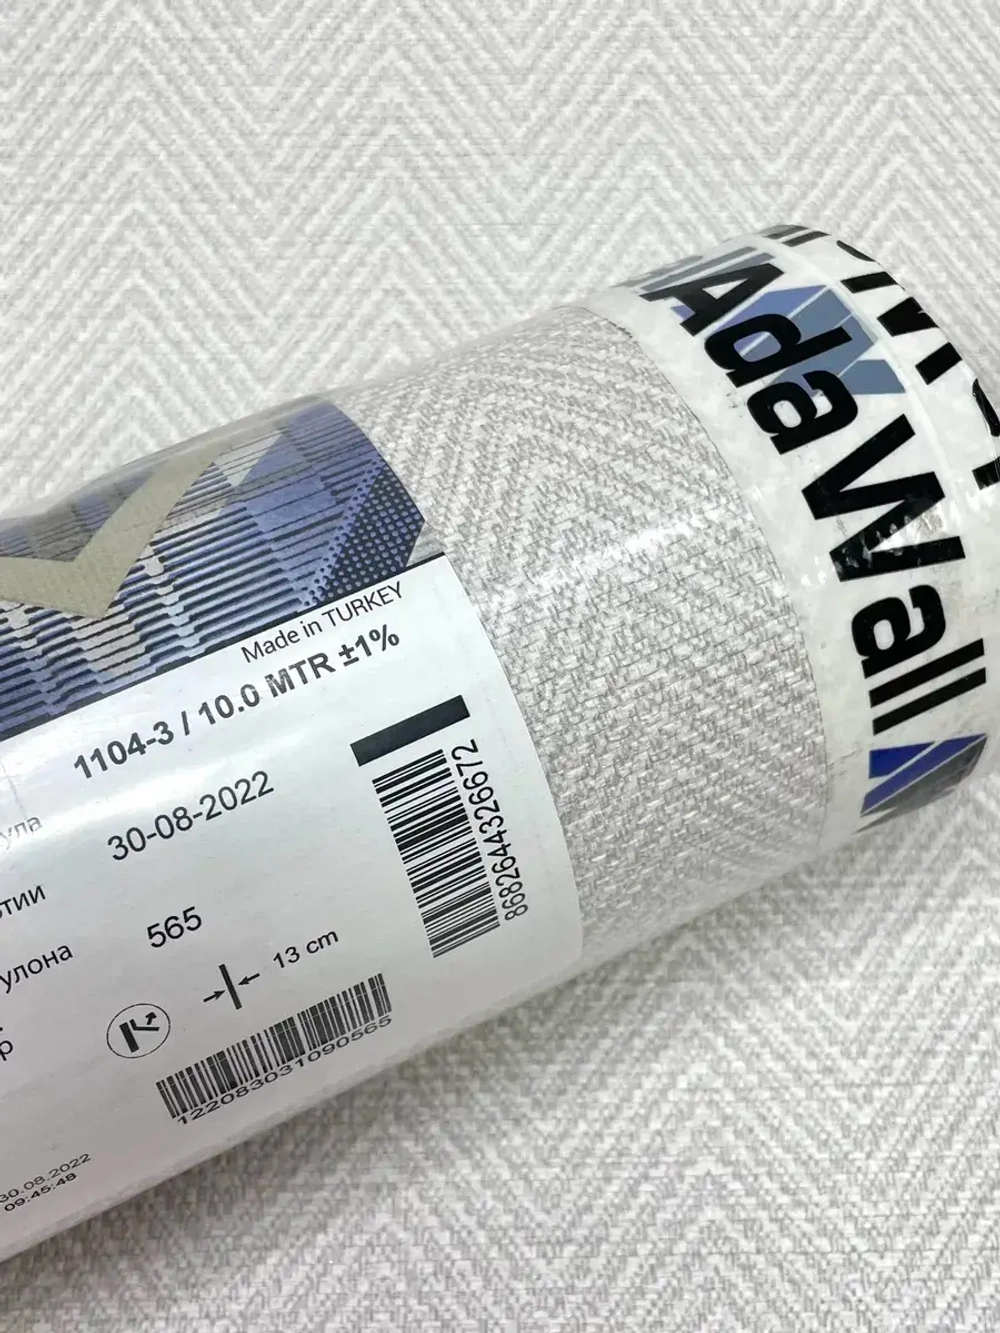 AdaWall
Made in TURKEY
1104-3 / 10.0 MTR ±1%
30-08-2022
8682644326672
565
13 cm
122083031090565
30.08.2022
09:45:48